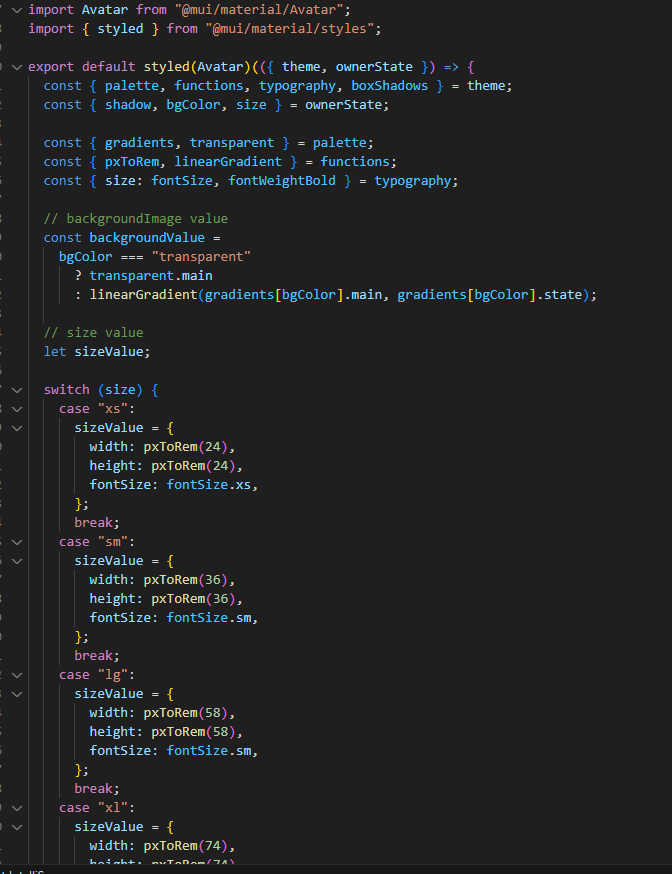 import Avatar from "@mui/material/Avatar";
import { styled } from "@mui/material/styles";

export default styled(Avatar)(({ theme, ownerState }) => {
  const { palette, functions, typography, boxShadows } = theme;
  const { shadow, bgColor, size } = ownerState;

  const { gradients, transparent } = palette;
  const { pxToRem, linearGradient } = functions;
  const { size: fontSize, fontWeightBold } = typography;

  // backgroundImage value
  const backgroundValue =
    bgColor === "transparent"
      ? transparent.main
      : linearGradient(gradients[bgColor].main, gradients[bgColor].state);

  // size value
  let sizeValue;

  switch (size) {
    case "xs":
      sizeValue = {
        width: pxToRem(24),
        height: pxToRem(24),
        fontSize: fontSize.xs,
      };
      break;
    case "sm":
      sizeValue = {
        width: pxToRem(36),
        height: pxToRem(36),
        fontSize: fontSize.sm,
      };
      break;
    case "lg":
      sizeValue = {
        width: pxToRem(58),
        height: pxToRem(58),
        fontSize: fontSize.sm,
      };
      break;
    case "xl":
      sizeValue = {
        width: pxToRem(74),
        height: pxToRem(74)